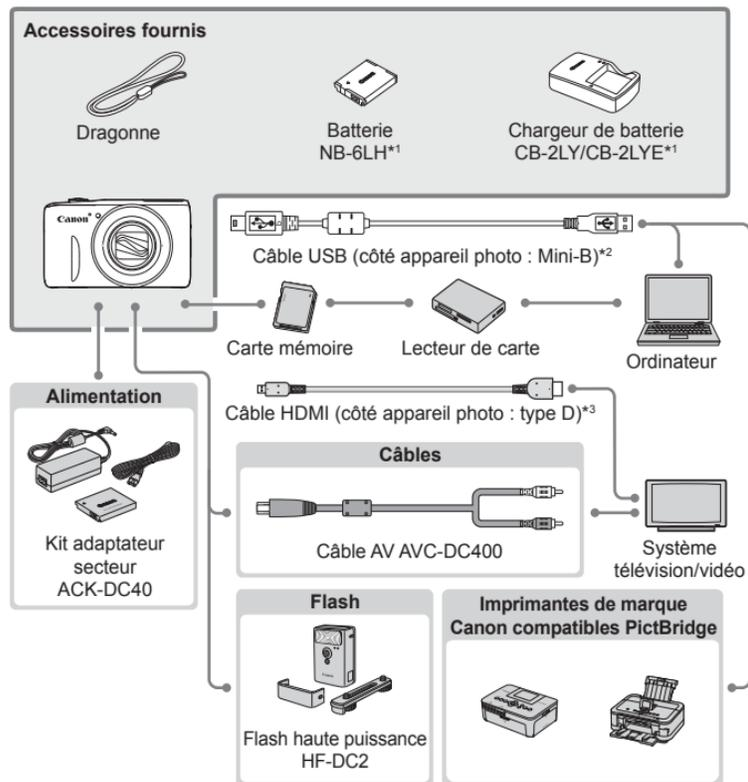 Accessoires fournis
Dragonne
Batterie
NB-6LH*1
Chargeur de batterie
CB-2LY/CB-2LYE*1
Canon
Câble USB (côté appareil photo : Mini-B)*2
Carte mémoire
Lecteur de carte
Ordinateur
Câble HDMI (côté appareil photo : type D)*3
Alimentation
Kit adaptateur
secteur
ACK-DC40
Câbles
Câble AV AVC-DC400
Système
télévision/vidéo
Flash
Flash haute puissance
HF-DC2
Imprimantes de marque
Canon compatibles PictBridge